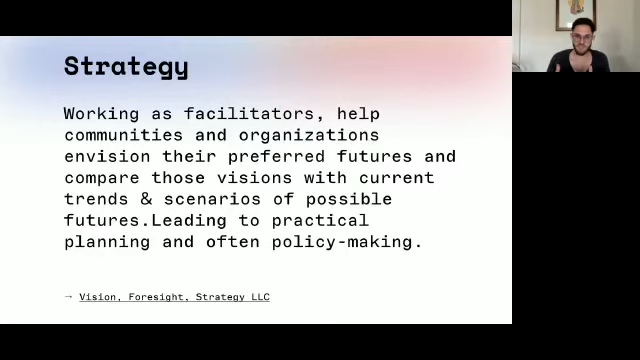 Strategy
Working as facilitators, help
communities and organizations
envision their preferred futures and
compare those visions with current
trends & scenarios of possible
futures.Leading to practical
planning and often policy-making.
→ Vision, Foresight, Strategy LLC